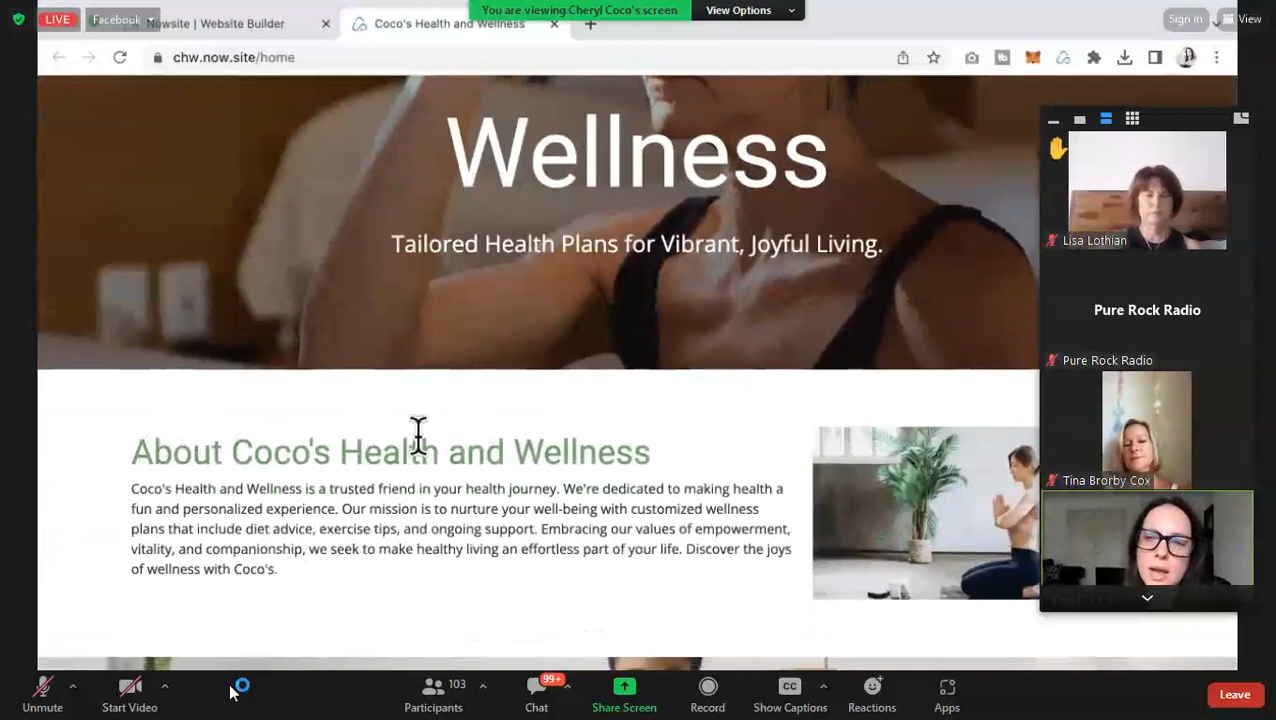 You are viewing Cheryl Coco's screen
View Options
LIVE
Facebook
Nowsite | Website Builder
Coco's Health and Wellness
Sign in
View
chw.now.site/home
Wellness
Tailored Health Plans for Vibrant, Joyful Living.
Lisa Lothian
Pure Rock Radio
Pure Rock Radio
Tina Brorby Cox
About Coco's Health and Wellness
Coco's Health and Wellness is a trusted friend in your health journey. We're dedicated to making health a
fun and personalized experience. Our mission is to nurture your well-being with customized wellness
plans that include diet advice, exercise tips, and ongoing support. Embracing our values of empowerment,
vitality, and companionship, we seek to make healthy living an effortless part of your life. Discover the joys
of wellness with Coco's.
Unmute
Start Video
103
Participants
99+
Chat
Share Screen
Record
CC
Show Captions
Reactions
Apps
Leave